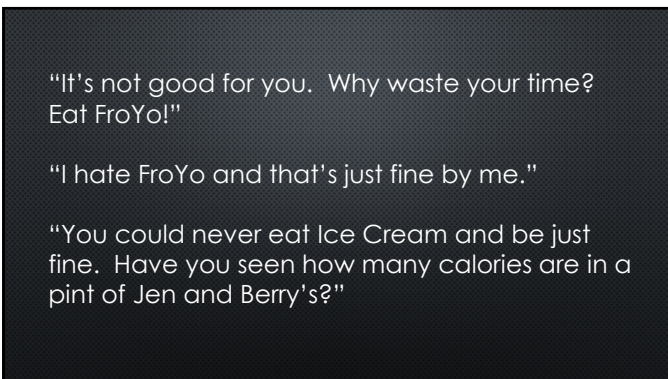 “It’s not good for you.  Why waste your time?
Eat FroYo!”
“I hate FroYo and that’s just fine by me.”
“You could never eat Ice Cream and be just
fine.  Have you seen how many calories are in a
pint of Jen and Berry’s?”